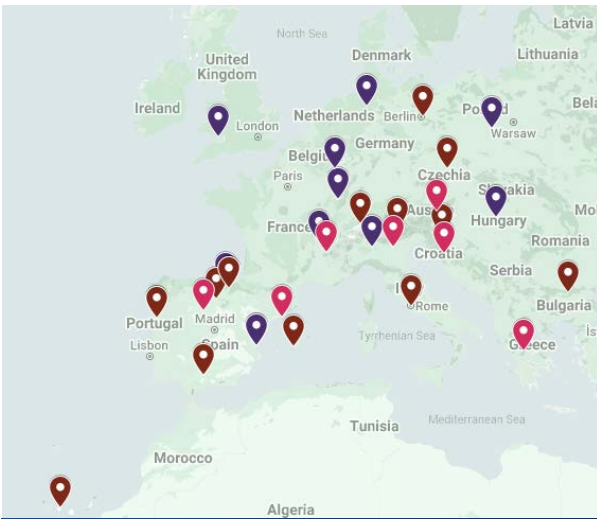 Latvia
North Sea
Denmark
Lithuania
United
Kingdom
Ireland
Netherlands
Berlin
London
Warsaw
Germany
Paris
Czechia
Hungary
France
Romania
Croatia
Serbia
Rome
Bulgaria
Portugal
Madrid
Tyrrhenian Sea
Lisbon
Spain
Greece
Mediterranean Sea
Tunisia
Morocco
Algeria